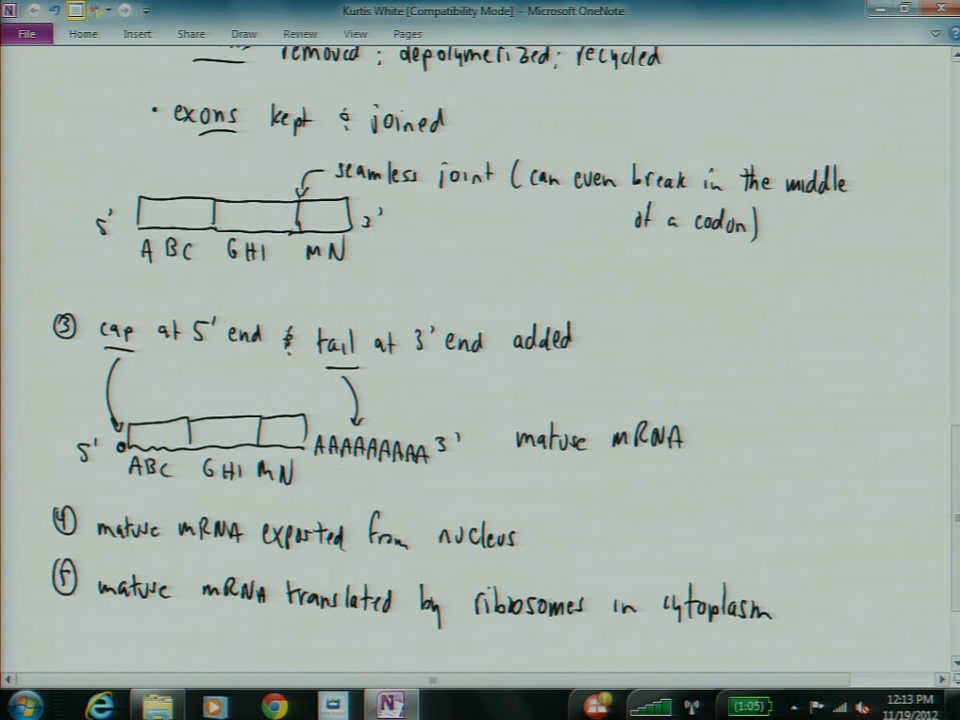 Kurtis White [Compatibility Mode] - Microsoft OneNote
File Home Insert Share Draw Review View Pages
removed ; depolymerized ; recycled
• exons kept & joined
seamless joint (can even break in the middle
of a codon)
5' 3'
A B C G H I M N
③ cap at 5' end & tail at 3' end added
5' AAAAAAAAA 3' mature mRNA
ABC GHI MN
④ mature mRNA exported from nucleus
⑤ mature mRNA translated by ribosomes in cytoplasm
(1:05)
12:13 PM
11/19/2012